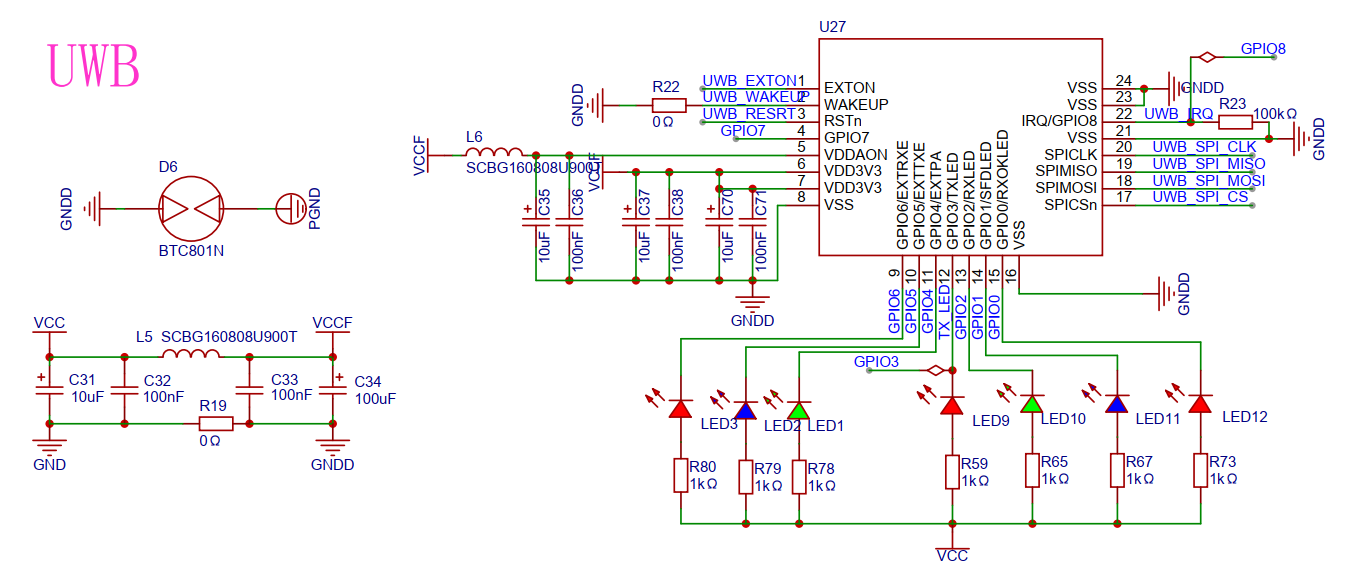 UWB
U27
GPIO8
GNDD
R22
0Ω
UWB_EXTON
1
EXTON
UWB_WAKEUP
2
WAKEUP
UWB_RESRT
3
RSTn
GPIO7
4
GPIO7
5
VDDAON
6
VDD3V3
7
VDD3V3
8
VSS
VSS
24
GNDD
VSS
23
IRQ/GPIO8
22
UWB_IRQ
R23
100kΩ
VSS
21
GNDD
SPICLK
20
UWB_SPI_CLK
SPIMISO
19
UWB_SPI_MISO
SPIMOSI
18
UWB_SPI_MOSI
SPICSn
17
UWB_SPI_CS
VCCF
L6
SCBG160808U900T
VCCF
C35
10uF
C36
100nF
C37
10uF
C38
100nF
C70
10uF
C71
100nF
GNDD
D6
GNDD
PGND
BTC801N
GPIO6/EXTRXE
GPIO5/EXTTXE
GPIO4/EXTPA
GPIO3/TXLED
GPIO2/RXLED
GPIO1/SFDLED
GPIO0/RXOKLED
VSS
9
10
11
12
13
14
15
16
GPIO6
GPIO5
GPIO4
TX_LED
GPIO2
GPIO1
GPIO0
GNDD
VCC
L5
SCBG160808U900T
VCCF
C31
10uF
C32
100nF
C33
100nF
C34
100uF
R19
0Ω
GND
GNDD
GPIO3
LED3
LED2
LED1
LED9
LED10
LED11
LED12
R80
1kΩ
R79
1kΩ
R78
1kΩ
R59
1kΩ
R65
1kΩ
R67
1kΩ
R73
1kΩ
VCC